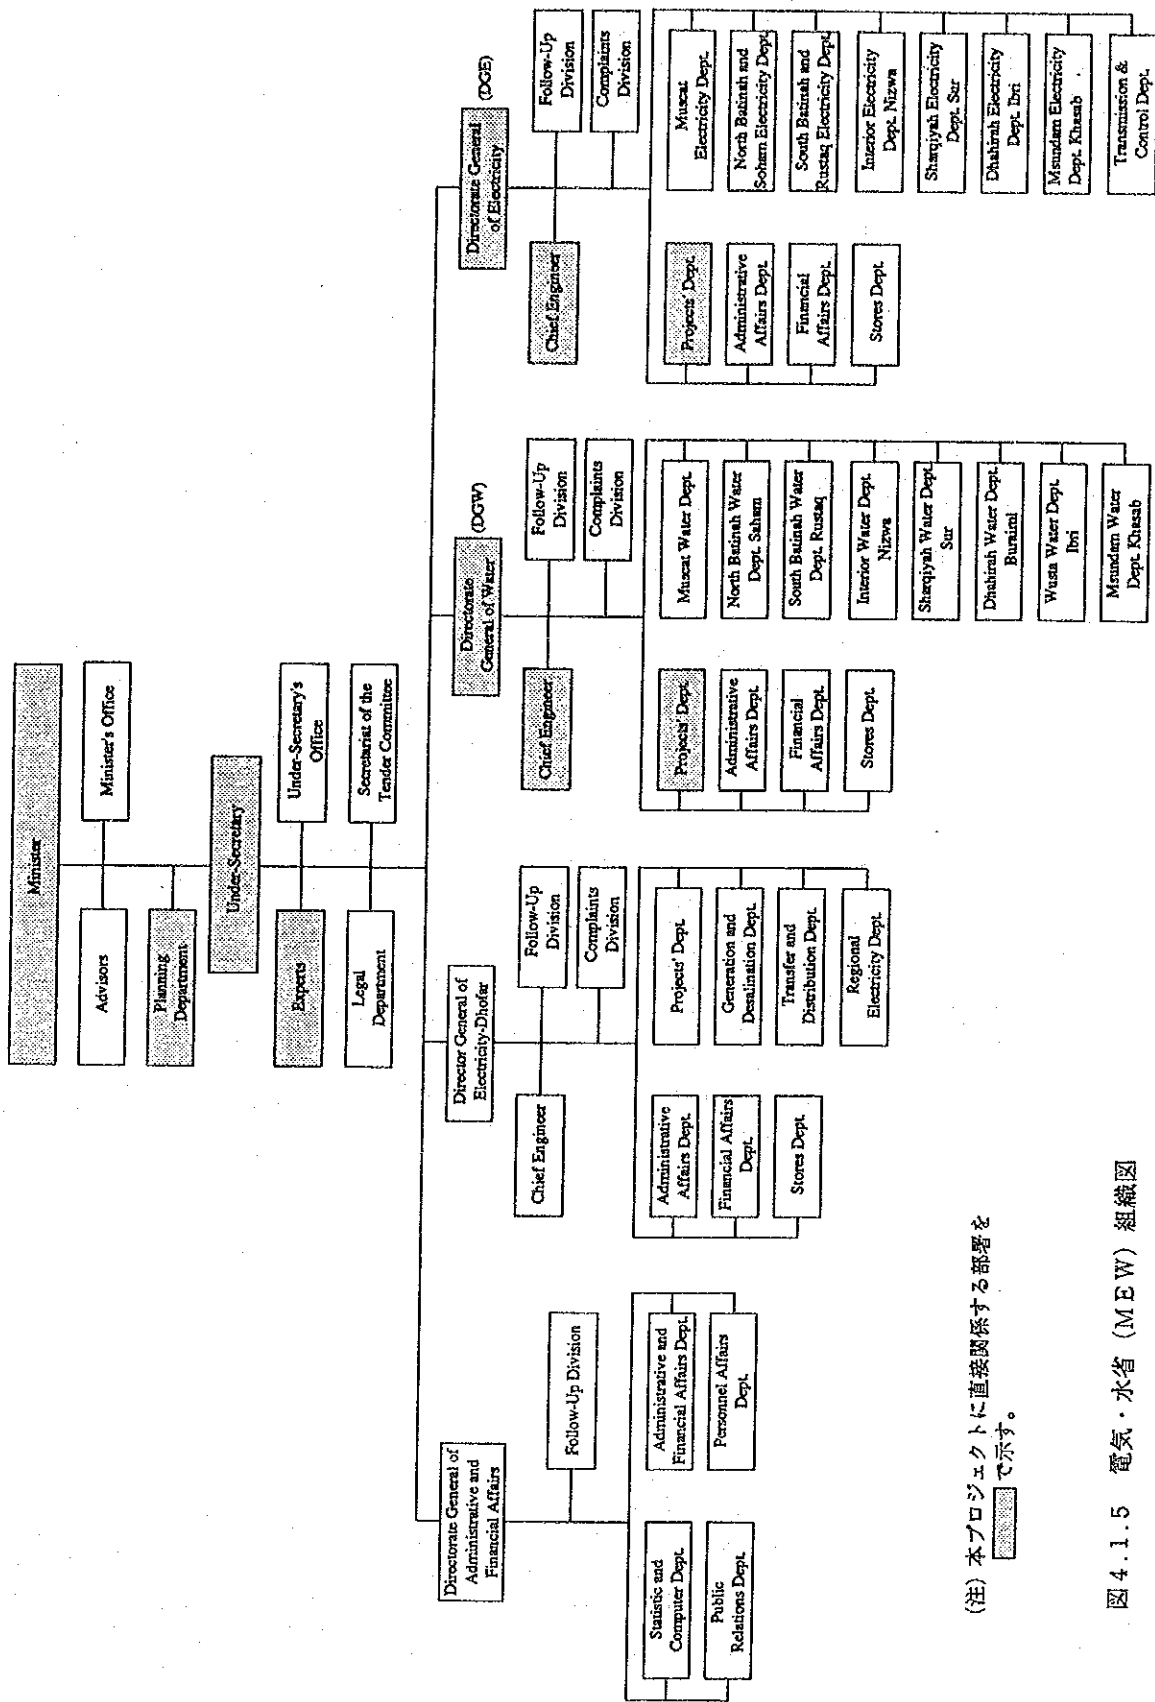 Minister
Advisors
Minister's Office
Planning
Department
Under-Secretary
Experts
Under-Secretary's
Office
Legal
Department
Secretariat of the
Tender Committee
Directorate General of
Administrative and
Financial Affairs
Follow-Up Division
Statistic and
Computer Dept.
Public
Relations Dept.
Administrative and
Financial Affairs Dept.
Personnel Affairs
Dept.
Director General of
Electricity-Dhofar
Chief Engineer
Follow-Up
Division
Complaints
Division
Administrative
Affairs Dept.
Financial Affairs
Dept.
Stores Dept.
Projects' Dept.
Generation and
Desalination Dept.
Transfer and
Distribution Dept.
Regional
Electricity Dept.
Directorate
General of Water
(DGW)
Chief Engineer
Follow-Up
Division
Complaints
Division
Projects' Dept.
Administrative
Affairs Dept.
Financial
Affairs Dept.
Stores Dept.
Muscat Water Dept.
North Batinah Water
Dept. Saham
South Batinah Water
Dept. Rustaq
Interior Water Dept.
Nizwa
Sharqiyah Water Dept.
Sur
Dhahirah Water Dept.
Buraimi
Wusta Water Dept.
Ibri
Msundam Water
Dept. Khasab
Directorate General
of Electricity
(DGE)
Chief Engineer
Follow-Up
Division
Complaints
Division
Projects' Dept.
Administrative
Affairs Dept.
Financial
Affairs Dept.
Stores Dept.
Muscat
Electricity Dept.
North Batinah and
Soham Electricity Dept.
South Batinah and
Rustaq Electricity Dept.
Interior Electricity
Dept. Nizwa
Sharqiyah Electricity
Dept. Sur
Dhahirah Electricity
Dept. Ibri
Msundam Electricity
Dept. Khasab
Transmission &
Control Dept.
(注) 本プロジェクトに直接関係する部署を
で示す。
図4.1.5 電気・水省 (MEW) 組織図